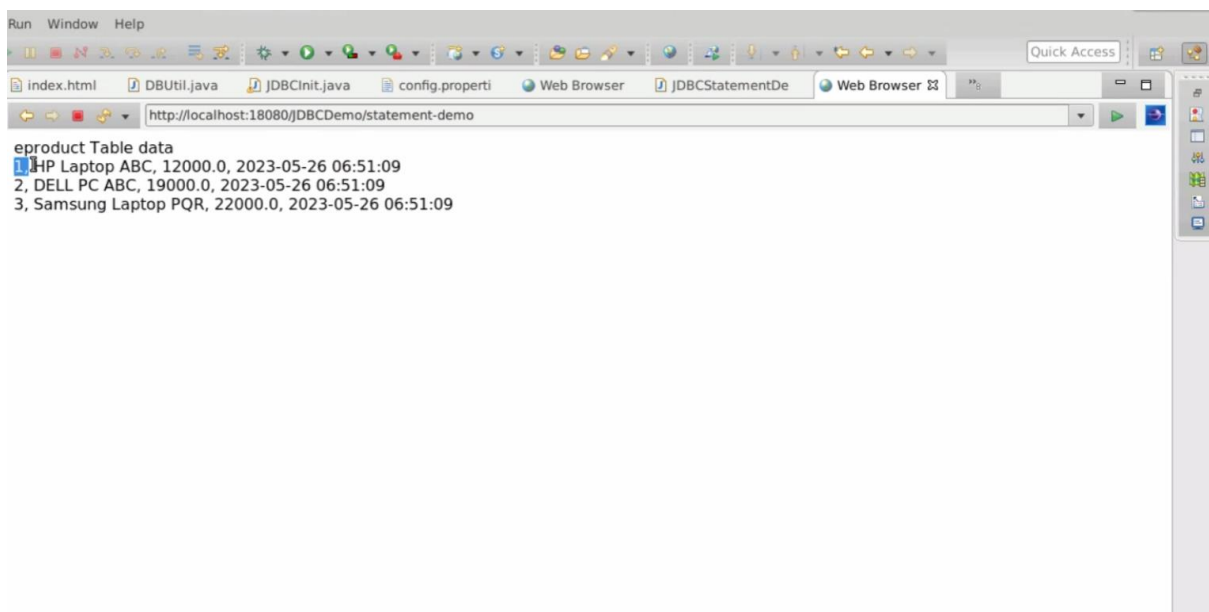 Run Window Help
Quick Access
index.html DBUtil.java JDBCInit.java config.properti Web Browser JDBCStatementDe Web Browser
http://localhost:18080/JDBCDemo/statement-demo
eproduct Table data
1, HP Laptop ABC, 12000.0, 2023-05-26 06:51:09
2, DELL PC ABC, 19000.0, 2023-05-26 06:51:09
3, Samsung Laptop PQR, 22000.0, 2023-05-26 06:51:09